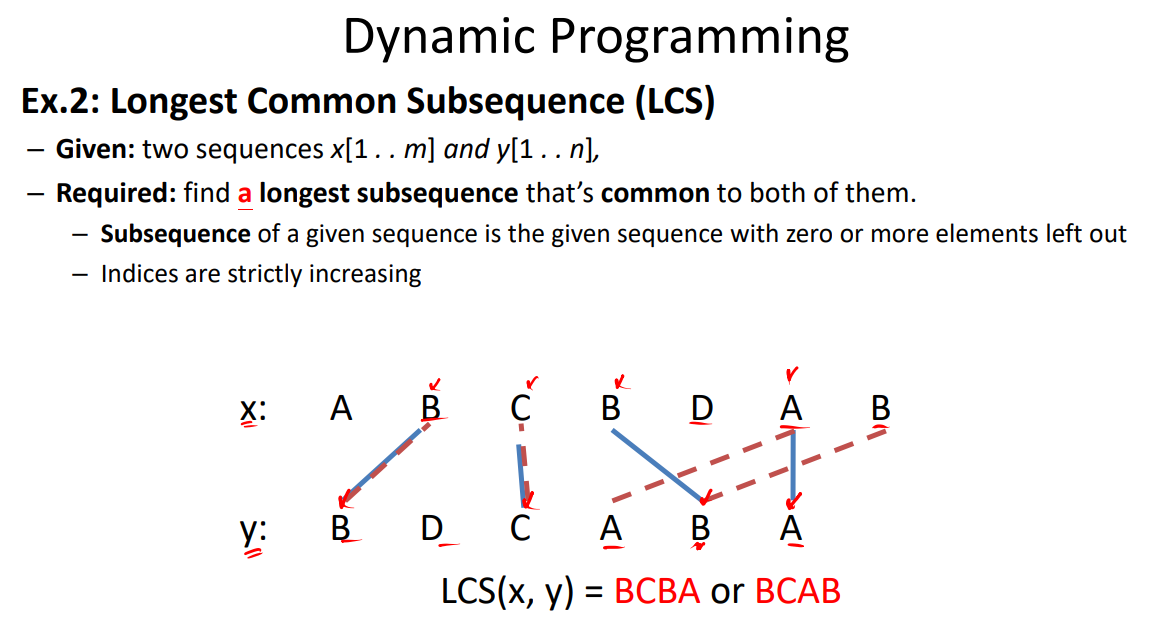 Dynamic Programming
Ex.2: Longest Common Subsequence (LCS)
– Given: two sequences x[1 . . m] and y[1 . . n],
– Required: find a longest subsequence that's common to both of them.
– Subsequence of a given sequence is the given sequence with zero or more elements left out
– Indices are strictly increasing
x: A B C B D A B
y: B D C A B A
LCS(x, y) = BCBA or BCAB